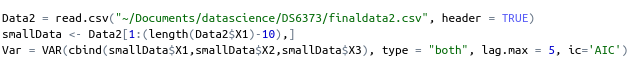 Data2 = read.csv("~/Documents/datascience/DS6373/finaldata2.csv", header = TRUE)
smallData <- Data2[1:(length(Data2$X1)-10),]
Var = VAR(cbind(smallData$X1,smallData$X2,smallData$X3), type = "both", lag.max = 5, ic='AIC')